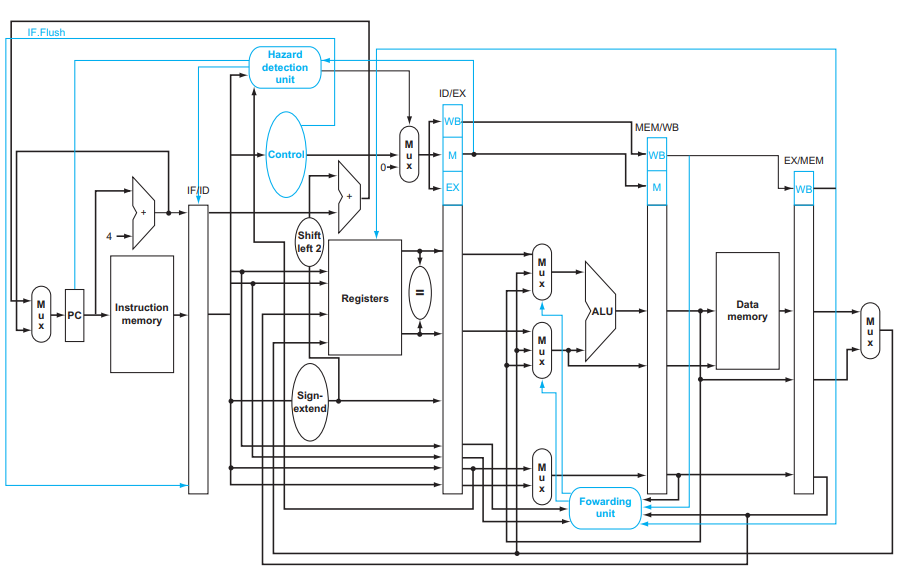 IF.Flush
Hazard
detection
unit
ID/EX
WB
MEM/WB
Control
M
u
x
M
WB
EX/MEM
0
EX
M
WB
IF/ID
+
+
4
Shift
left 2
M
u
x
PC
Instruction
memory
Registers
=
M
u
x
ALU
Data
memory
M
u
x
M
u
x
Sign-
extend
M
u
x
Fowarding
unit